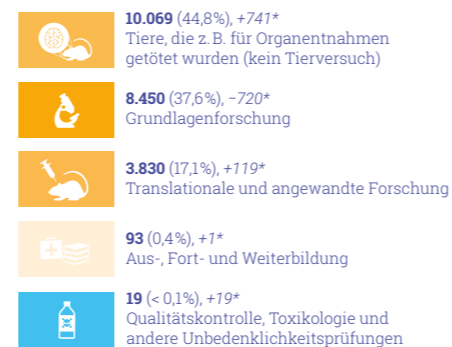 10.069 (44,8%), +741*
Tiere, die z. B. für Organentnahmen
getötet wurden (kein Tierversuch)
8.450 (37,6%), −720*
Grundlagenforschung
3.830 (17,1%), +119*
Translationale und angewandte Forschung
93 (0,4%), +1*
Aus-, Fort- und Weiterbildung
19 (< 0,1%), +19*
Qualitätskontrolle, Toxikologie und
andere Unbedenklichkeitsprüfungen